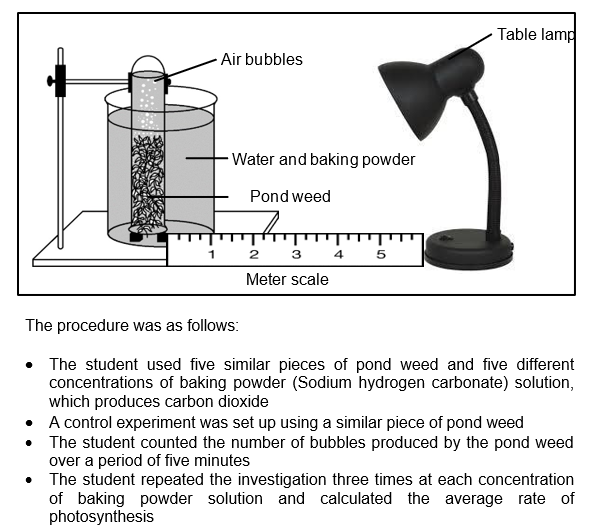 Table lamp
Air bubbles
Water and baking powder
Pond weed
1 2 3 4 5
Meter scale
The procedure was as follows:
• The student used five similar pieces of pond weed and five different
concentrations of baking powder (Sodium hydrogen carbonate) solution,
which produces carbon dioxide
• A control experiment was set up using a similar piece of pond weed
• The student counted the number of bubbles produced by the pond weed
over a period of five minutes
• The student repeated the investigation three times at each concentration
of baking powder solution and calculated the average rate of
photosynthesis